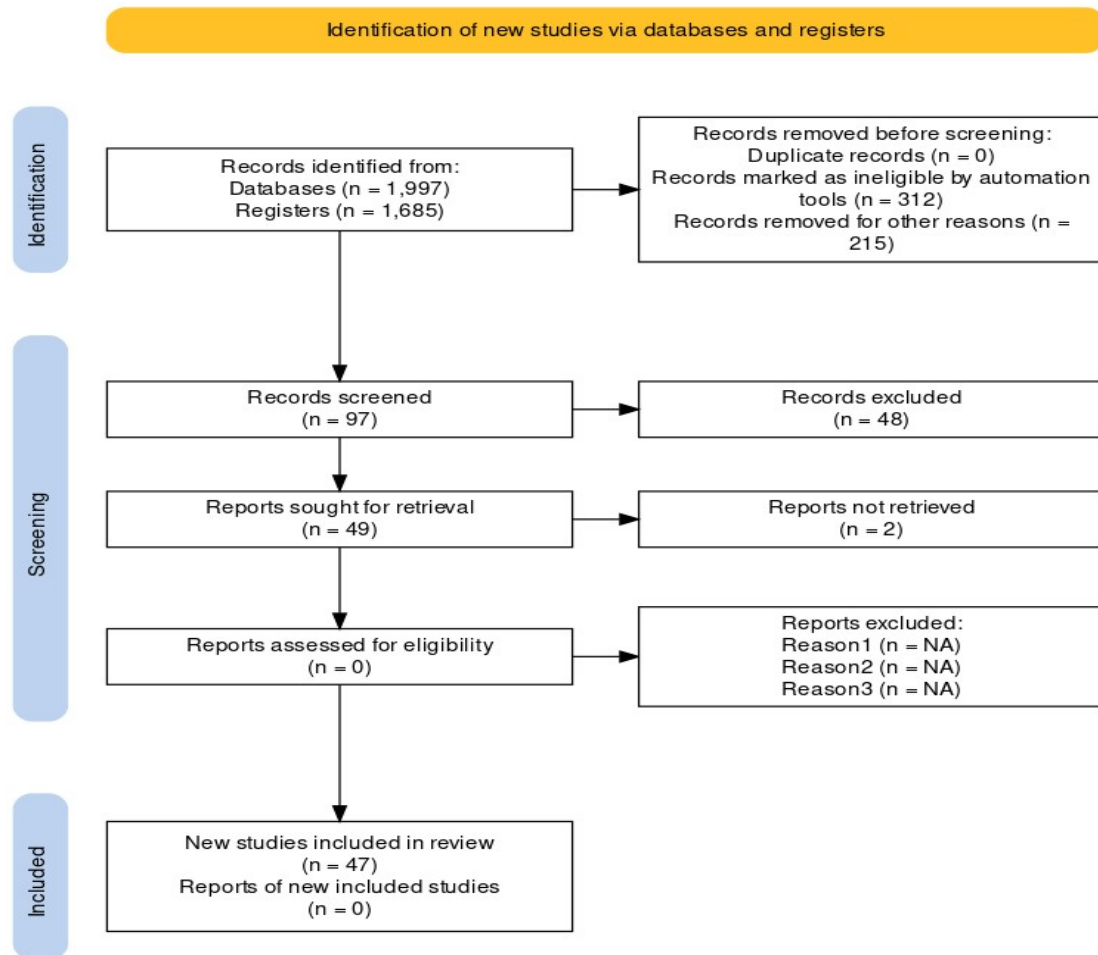 Identification of new studies via databases and registers
Identification
Records identified from:
Databases (n = 1,997)
Registers (n = 1,685)
Records removed before screening:
Duplicate records (n = 0)
Records marked as ineligible by automation
tools (n = 312)
Records removed for other reasons (n =
215)
Screening
Records screened
(n = 97)
Records excluded
(n = 48)
Reports sought for retrieval
(n = 49)
Reports not retrieved
(n = 2)
Reports assessed for eligibility
(n = 0)
Reports excluded:
Reason1 (n = NA)
Reason2 (n = NA)
Reason3 (n = NA)
Included
New studies included in review
(n = 47)
Reports of new included studies
(n = 0)